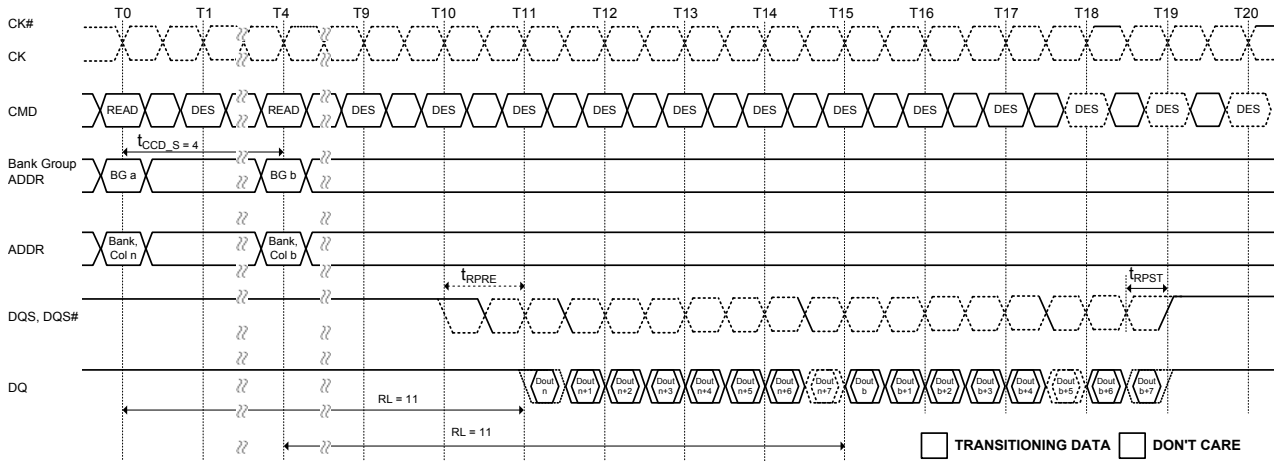 T0 T1 T4 T9 T10 T11 T12 T13 T14 T15 T16 T17 T18 T19 T20
CK#
CK
CMD READ DES READ DES DES DES DES DES DES DES DES DES DES DES DES
tCCD_S = 4
Bank Group
ADDR
BG a BG b
ADDR
Bank, Col n
Bank, Col b
tRPRE tRPST
DQS, DQS#
DQ Dout n Dout n+1 Dout n+2 Dout n+3 Dout n+4 Dout n+5 Dout n+6 Dout n+7 Dout b Dout b+1 Dout b+2 Dout b+3 Dout b+4 Dout b+5 Dout b+6 Dout b+7
RL = 11
RL = 11
TRANSITIONING DATA DON'T CARE